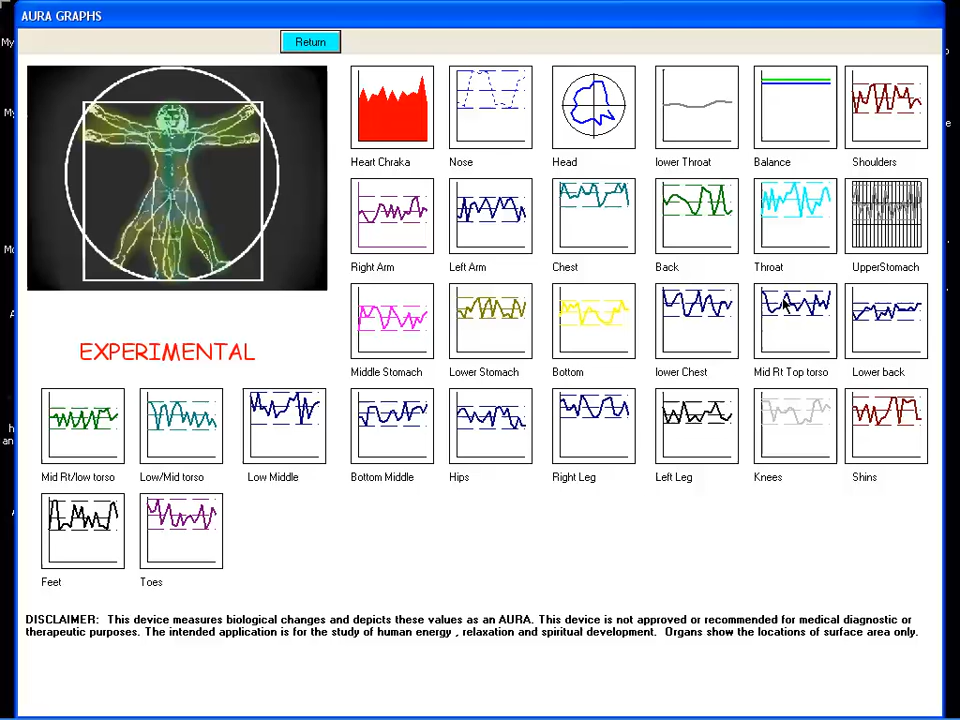 AURA GRAPHS
Return
Heart Chraka
Nose
Head
lower Throat
Balance
Shoulders
Right Arm
Left Arm
Chest
Back
Throat
UpperStomach
EXPERIMENTAL
Middle Stomach
Lower Stomach
Bottom
lower Chest
Mid Rt Top torso
Lower back
Mid Rt/low torso
Low/Mid torso
Low Middle
Bottom Middle
Hips
Right Leg
Left Leg
Knees
Shins
Feet
Toes
DISCLAIMER: This device measures biological changes and depicts these values as an AURA. This device is not approved or recommended for medical diagnostic or
therapeutic purposes. The intended application is for the study of human energy , relaxation and spiritual development. Organs show the locations of surface area only.